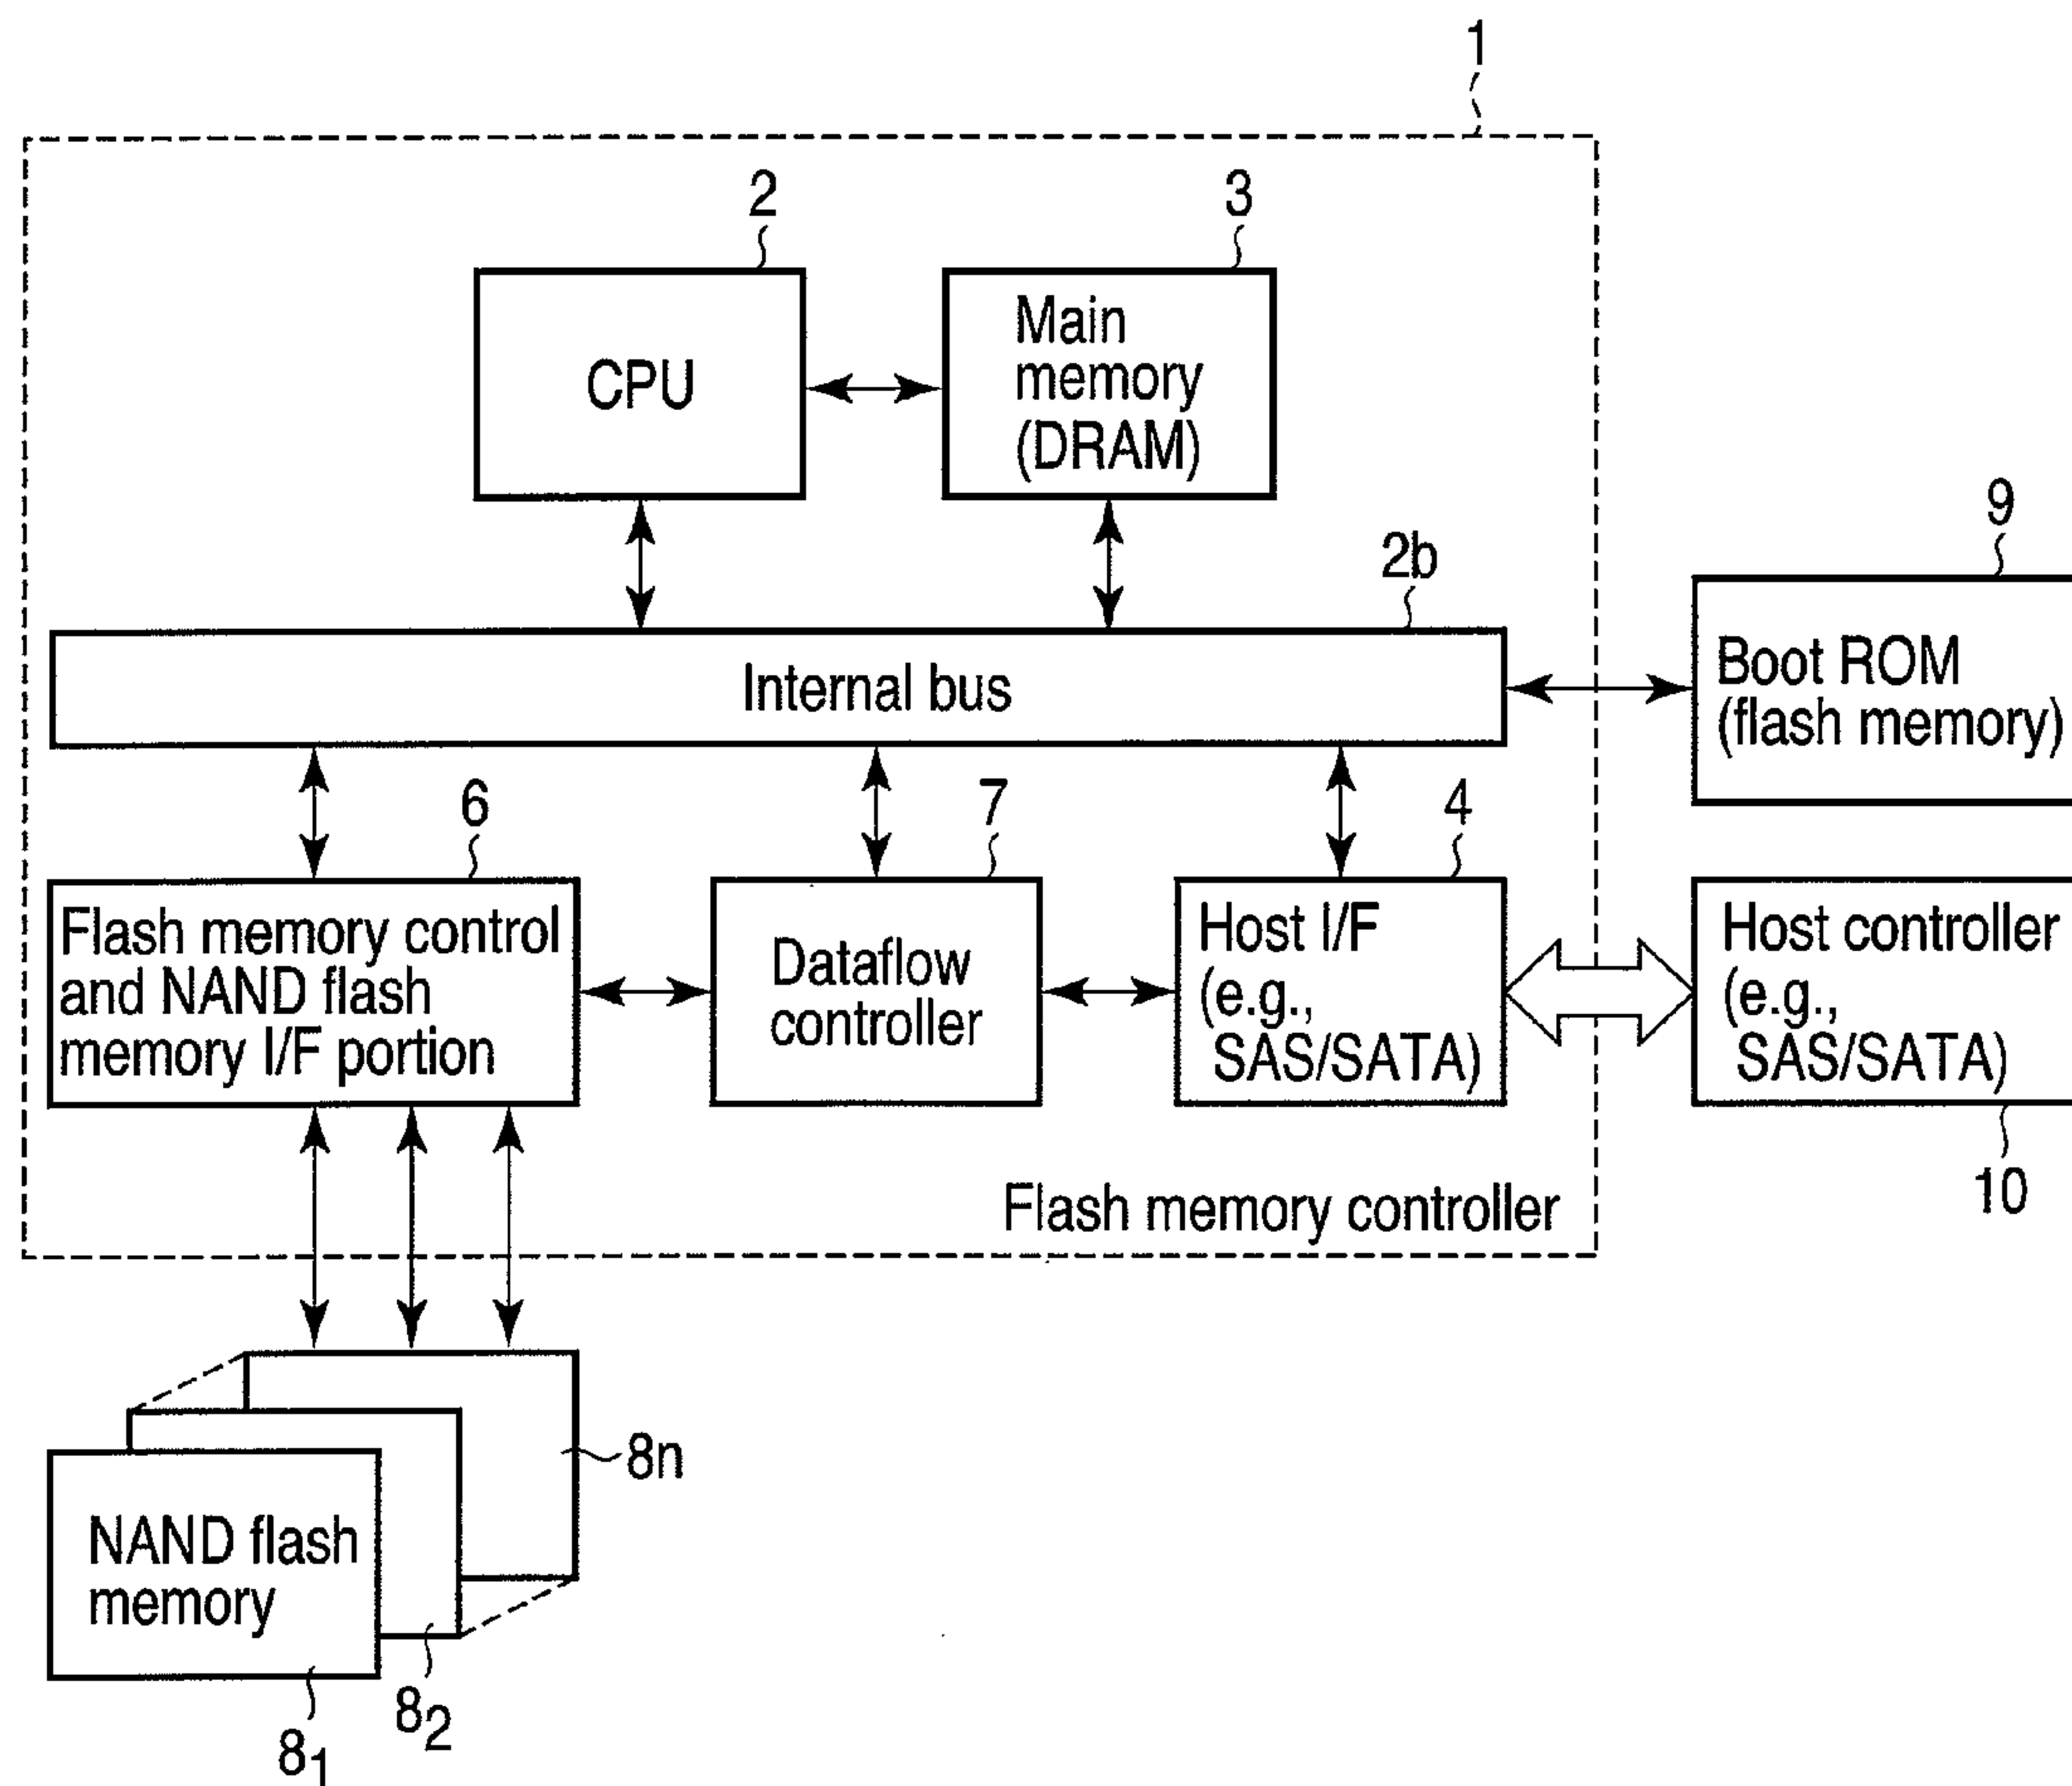 1
2
3
CPU
Main
memory
(DRAM)
2b
9
Internal bus
Boot ROM
(flash memory)
6
7
4
Flash memory control
and NAND flash
memory I/F portion
Dataflow
controller
Host I/F
(e.g.,
SAS/SATA)
Host controller
(e.g.,
SAS/SATA)
10
Flash memory controller
8n
NAND flash
memory
82
81